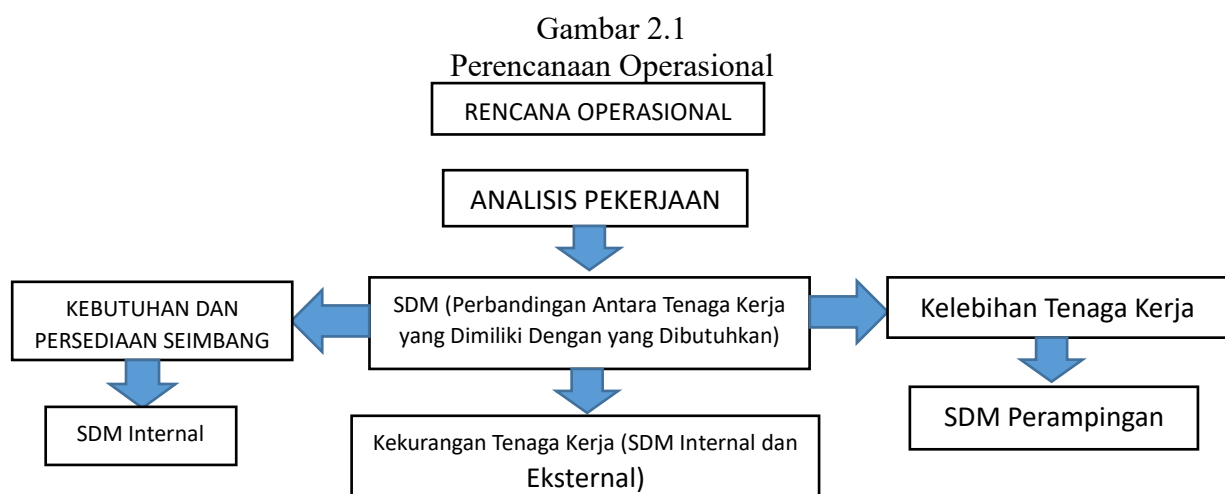 Gambar 2.1
Perencanaan Operasional
RENCANA OPERASIONAL
ANALISIS PEKERJAAN
KEBUTUHAN DAN
PERSEDIAAN SEIMBANG
SDM (Perbandingan Antara Tenaga Kerja
yang Dimiliki Dengan yang Dibutuhkan)
Kelebihan Tenaga Kerja
SDM Internal
Kekurangan Tenaga Kerja (SDM Internal dan
Eksternal)
SDM Perampingan